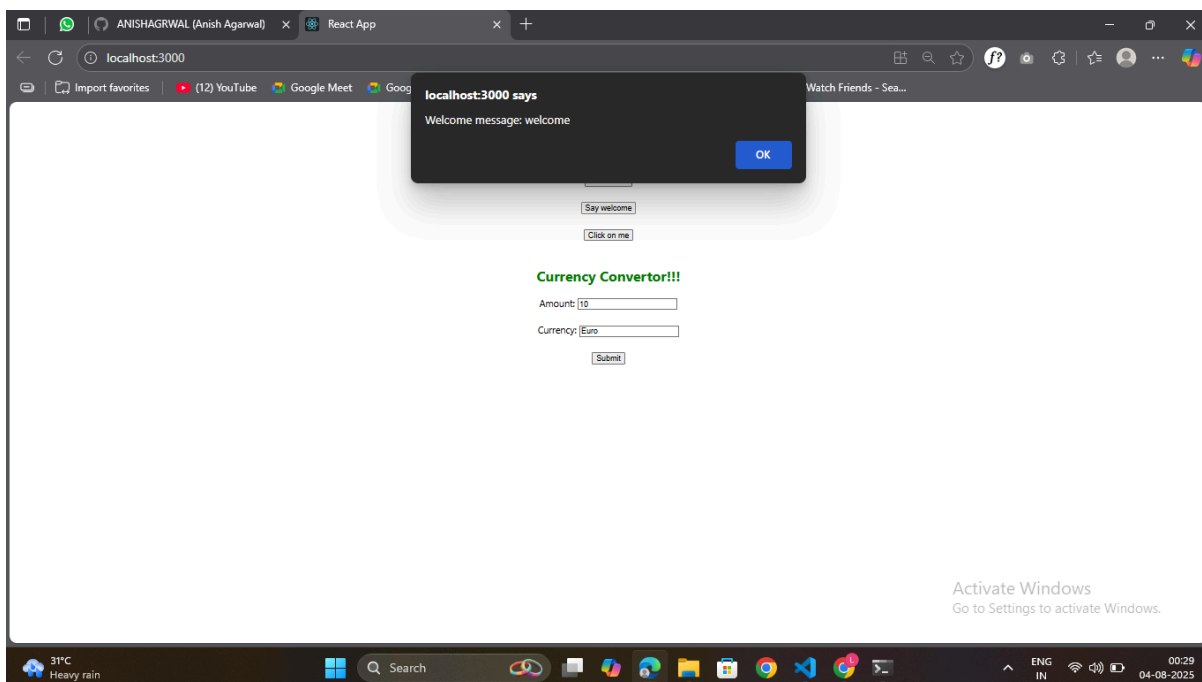 ANISHAGRWAL (Anish Agarwal)
React App
localhost:3000
Import favorites
(12) YouTube
Google Meet
Goog
Watch Friends - Sea...
localhost:3000 says
Welcome message: welcome
OK
Say welcome
Click on me
Currency Convertor!!!
Amount: 10
Currency: Euro
Submit
Activate Windows
Go to Settings to activate Windows.
31°C
Heavy rain
Search
ENG
IN
00:29
04-08-2025